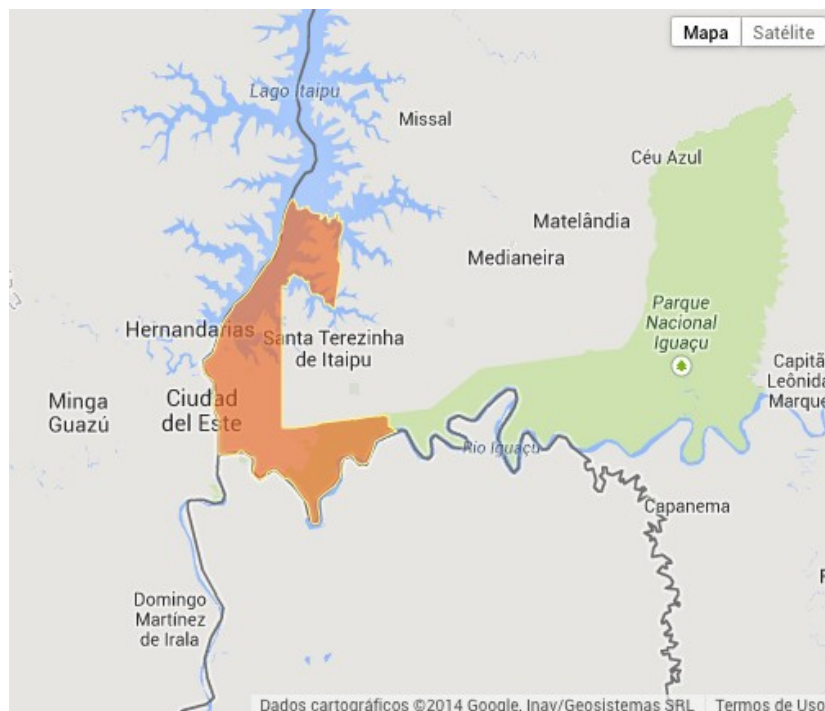 Mapa
Satélite
Lago Itaipu
Missal
Céu Azul
Matelândia
Medianeira
Parque
Nacional
Iguaçu
Hernandarias
Santa Terezinha
de Itaipu
Capitã
Leônida
Marque
Minga
Guazú
Ciudad
del Este
Rio Iguaçu
Capanema
Domingo
Martínez
de Irala
Dados cartográficos ©2014 Google, Inav/Geosistemas SRL
Termos de Uso